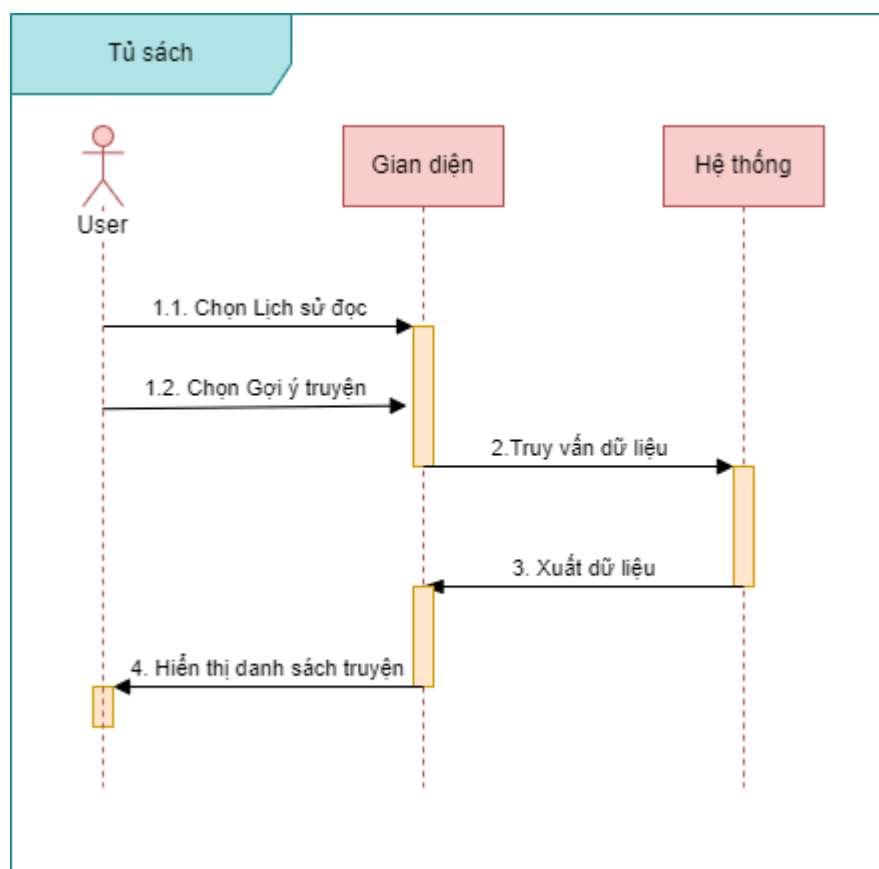 Tủ sách
User
Gian diện
Hệ thống
1.1. Chọn Lịch sử đọc
1.2. Chọn Gợi ý truyện
2.Truy vấn dữ liệu
3. Xuất dữ liệu
4. Hiển thị danh sách truyện